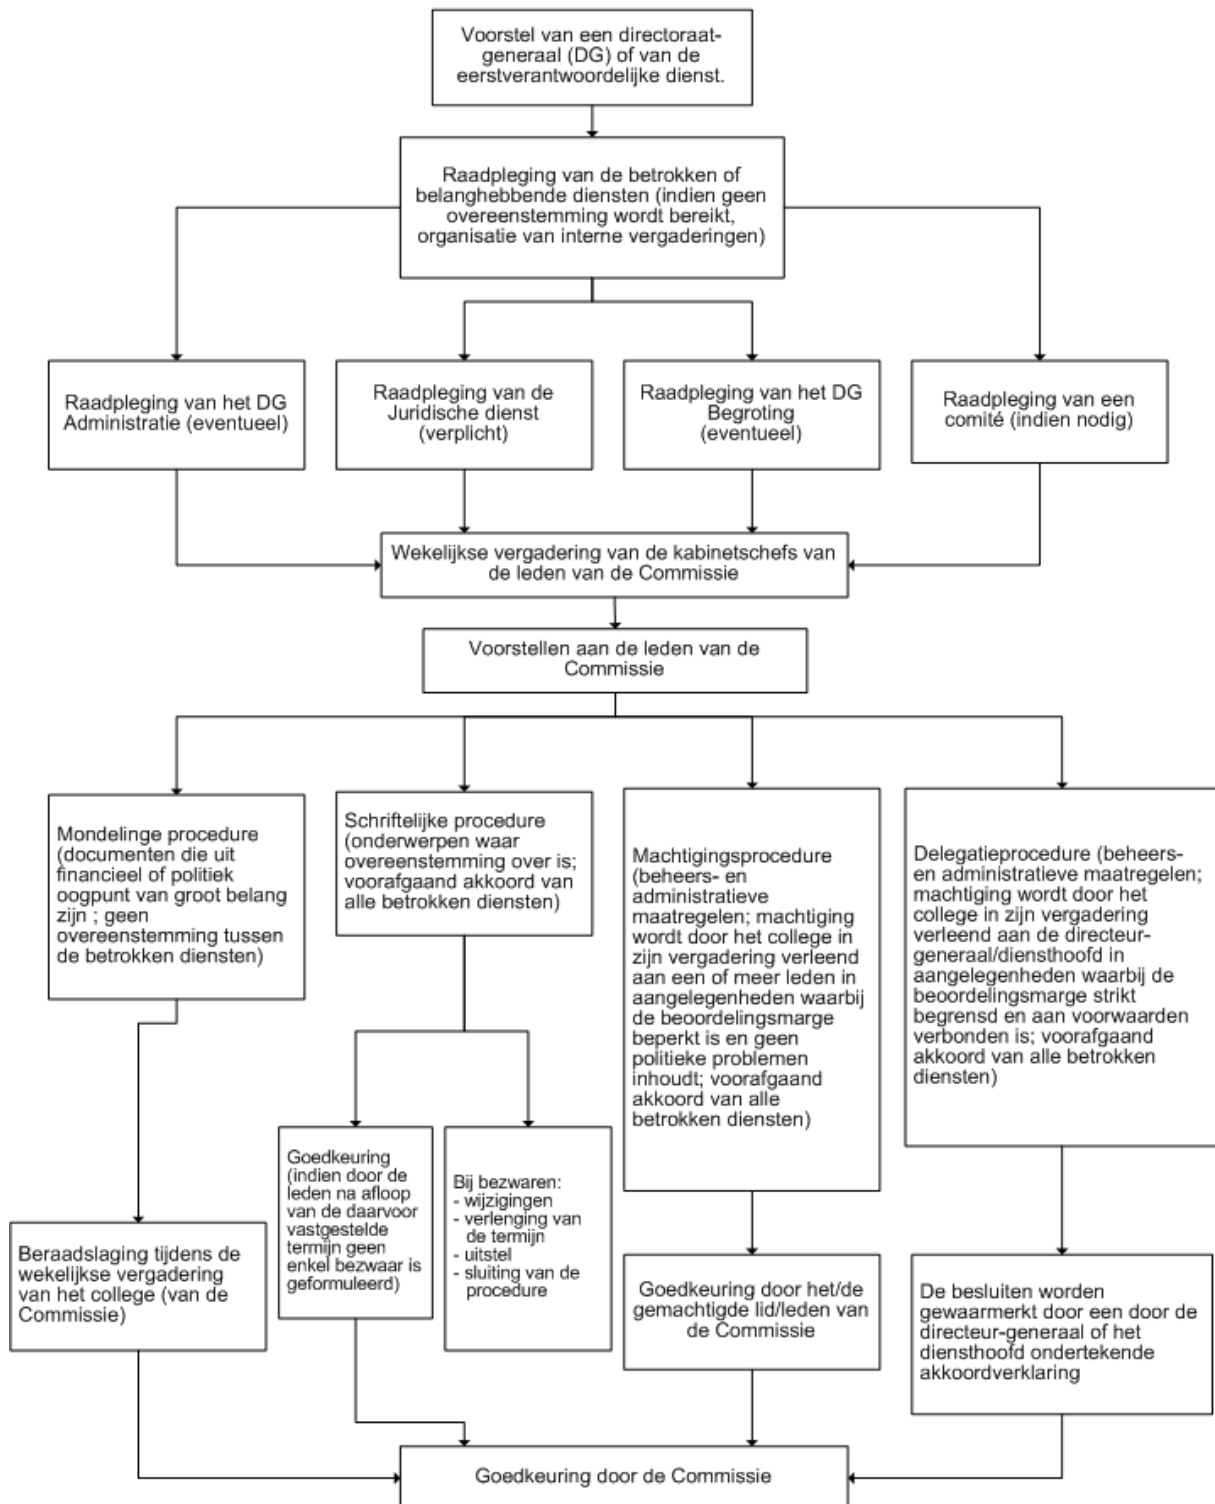 Voorstel van een directoraat-
generaal (DG) of van de
eerstverantwoordelijke dienst.
Raadpleging van de betrokken of
belanghebbende diensten (indien geen
overeenstemming wordt bereikt,
organisatie van interne vergaderingen)
Raadpleging van het DG
Administratie (eventueel)
Raadpleging van de
Juridische dienst
(verplicht)
Raadpleging van het DG
Begroting
(eventueel)
Raadpleging van een
comité (indien nodig)
Wekelijkse vergadering van de kabinetschefs van
de leden van de Commissie
Voorstellen aan de leden van de
Commissie
Mondelinge procedure
(documenten die uit
financieel of politiek
oogpunt van groot belang
zijn ; geen
overeenstemming tussen
de betrokken diensten)
Schriftelijke procedure
(onderwerpen waar
overeenstemming over is;
voorafgaand akkoord van
alle betrokken diensten)
Machtigingsprocedure
(beheers- en
administratieve
maatregelen; machtiging
wordt door het college in
zijn vergadering verleend
aan een of meer leden in
aangelegenheden waarbij
de beoordelingsmarge
beperkt is en geen
politieke problemen
inhoudt; voorafgaand
akkoord van alle
betrokken diensten)
Delegatieprocedure (beheers-
en administratieve maatregelen;
machtiging wordt door het
college in zijn vergadering
verleend aan de directeur-
generaal/diensthoofd in
aangelegenheden waarbij de
beoordelingsmarge strikt
begrensd en aan voorwaarden
verbonden is; voorafgaand
akkoord van alle betrokken
diensten)
Goedkeuring
(indien door de
leden na afloop
van de daarvoor
vastgestelde
termijn geen
enkel bezwaar is
geformuleerd)
Bij bezwaren:
- wijzigingen
- verlenging van
de termijn
- uitstel
- sluiting van de
procedure
Beraadslaging tijdens de
wekelijkse vergadering
van het college (van de
Commissie)
Goedkeuring door het/de
gemachtigde lid/leden van
de Commissie
De besluiten worden
gewaarmerkt door een door de
directeur-generaal of het
diensthoofd ondertekende
akkoordverklaring
Goedkeuring door de Commissie